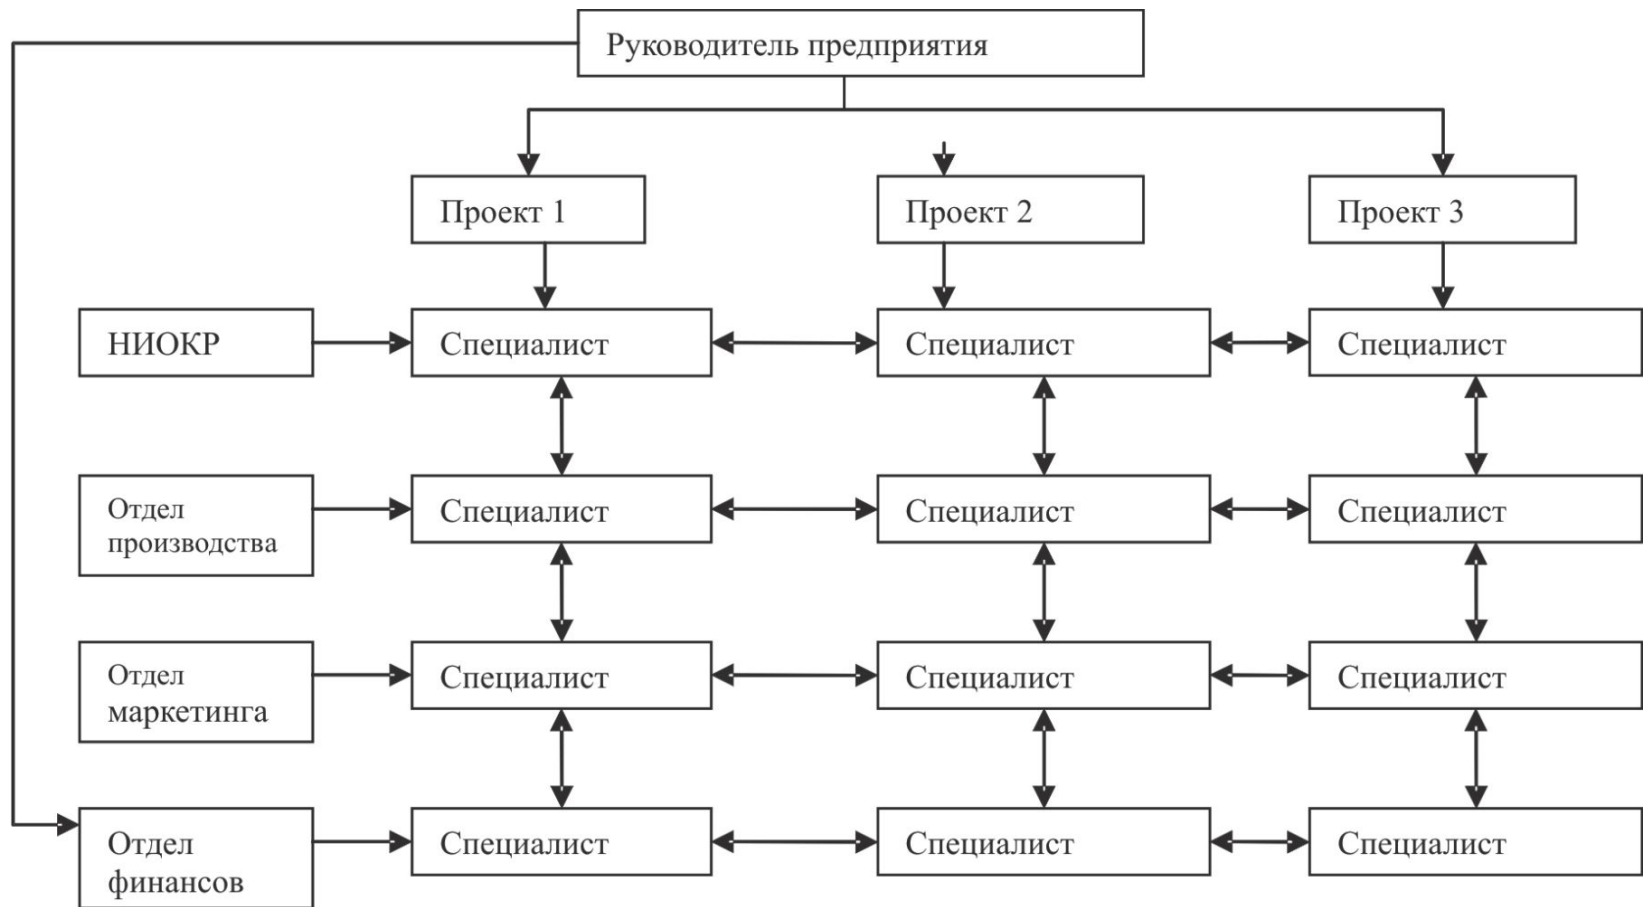 Руководитель предприятия
Проект 1
Проект 2
Проект 3
НИОКР
Специалист
Специалист
Специалист
Отдел
производства
Специалист
Специалист
Специалист
Отдел
маркетинга
Специалист
Специалист
Специалист
Отдел
финансов
Специалист
Специалист
Специалист